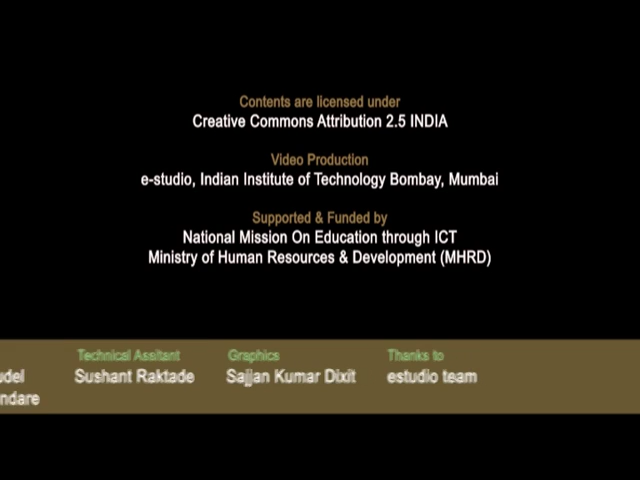 Contents are licensed under
Creative Commons Attribution 2.5 INDIA
Video Production
e-studio, Indian Institute of Technology Bombay, Mumbai
Supported & Funded by
National Mission On Education through ICT
Ministry of Human Resources & Development (MHRD)
Technical Assitant
Graphics
Thanks to
Sushant Raktade
Sajjan Kumar Dixit
estudio team